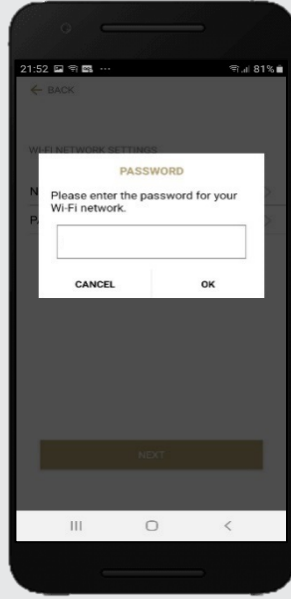 21:52 ... 81%
← BACK
WI-FI NETWORK SETTINGS
PASSWORD
Please enter the password for your
Wi-Fi network.
CANCEL OK
NEXT